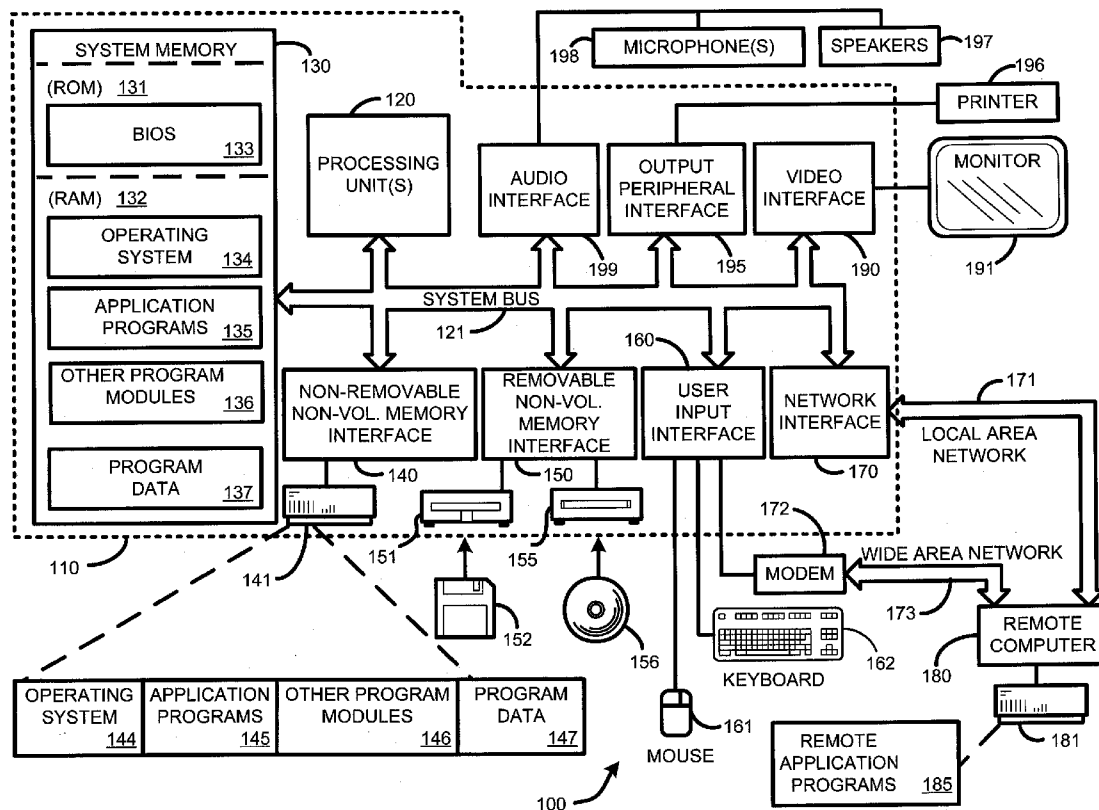 SYSTEM MEMORY
130
(ROM) 131
BIOS
133
(RAM) 132
OPERATING
SYSTEM
134
APPLICATION
PROGRAMS
135
OTHER PROGRAM
MODULES
136
PROGRAM
DATA
137
120
PROCESSING
UNIT(S)
198
MICROPHONE(S)
SPEAKERS
197
196
PRINTER
AUDIO
INTERFACE
199
OUTPUT
PERIPHERAL
INTERFACE
195
VIDEO
INTERFACE
190
MONITOR
191
SYSTEM BUS
121
NON-REMOVABLE
NON-VOL. MEMORY
INTERFACE
140
REMOVABLE
NON-VOL.
MEMORY
INTERFACE
150
160
USER
INPUT
INTERFACE
NETWORK
INTERFACE
170
171
LOCAL AREA
NETWORK
110
141
151
155
152
156
172
MODEM
WIDE AREA NETWORK
173
162
KEYBOARD
161
MOUSE
REMOTE
COMPUTER
180
181
OPERATING
SYSTEM
144
APPLICATION
PROGRAMS
145
OTHER PROGRAM
MODULES
146
PROGRAM
DATA
147
REMOTE
APPLICATION
PROGRAMS
185
100